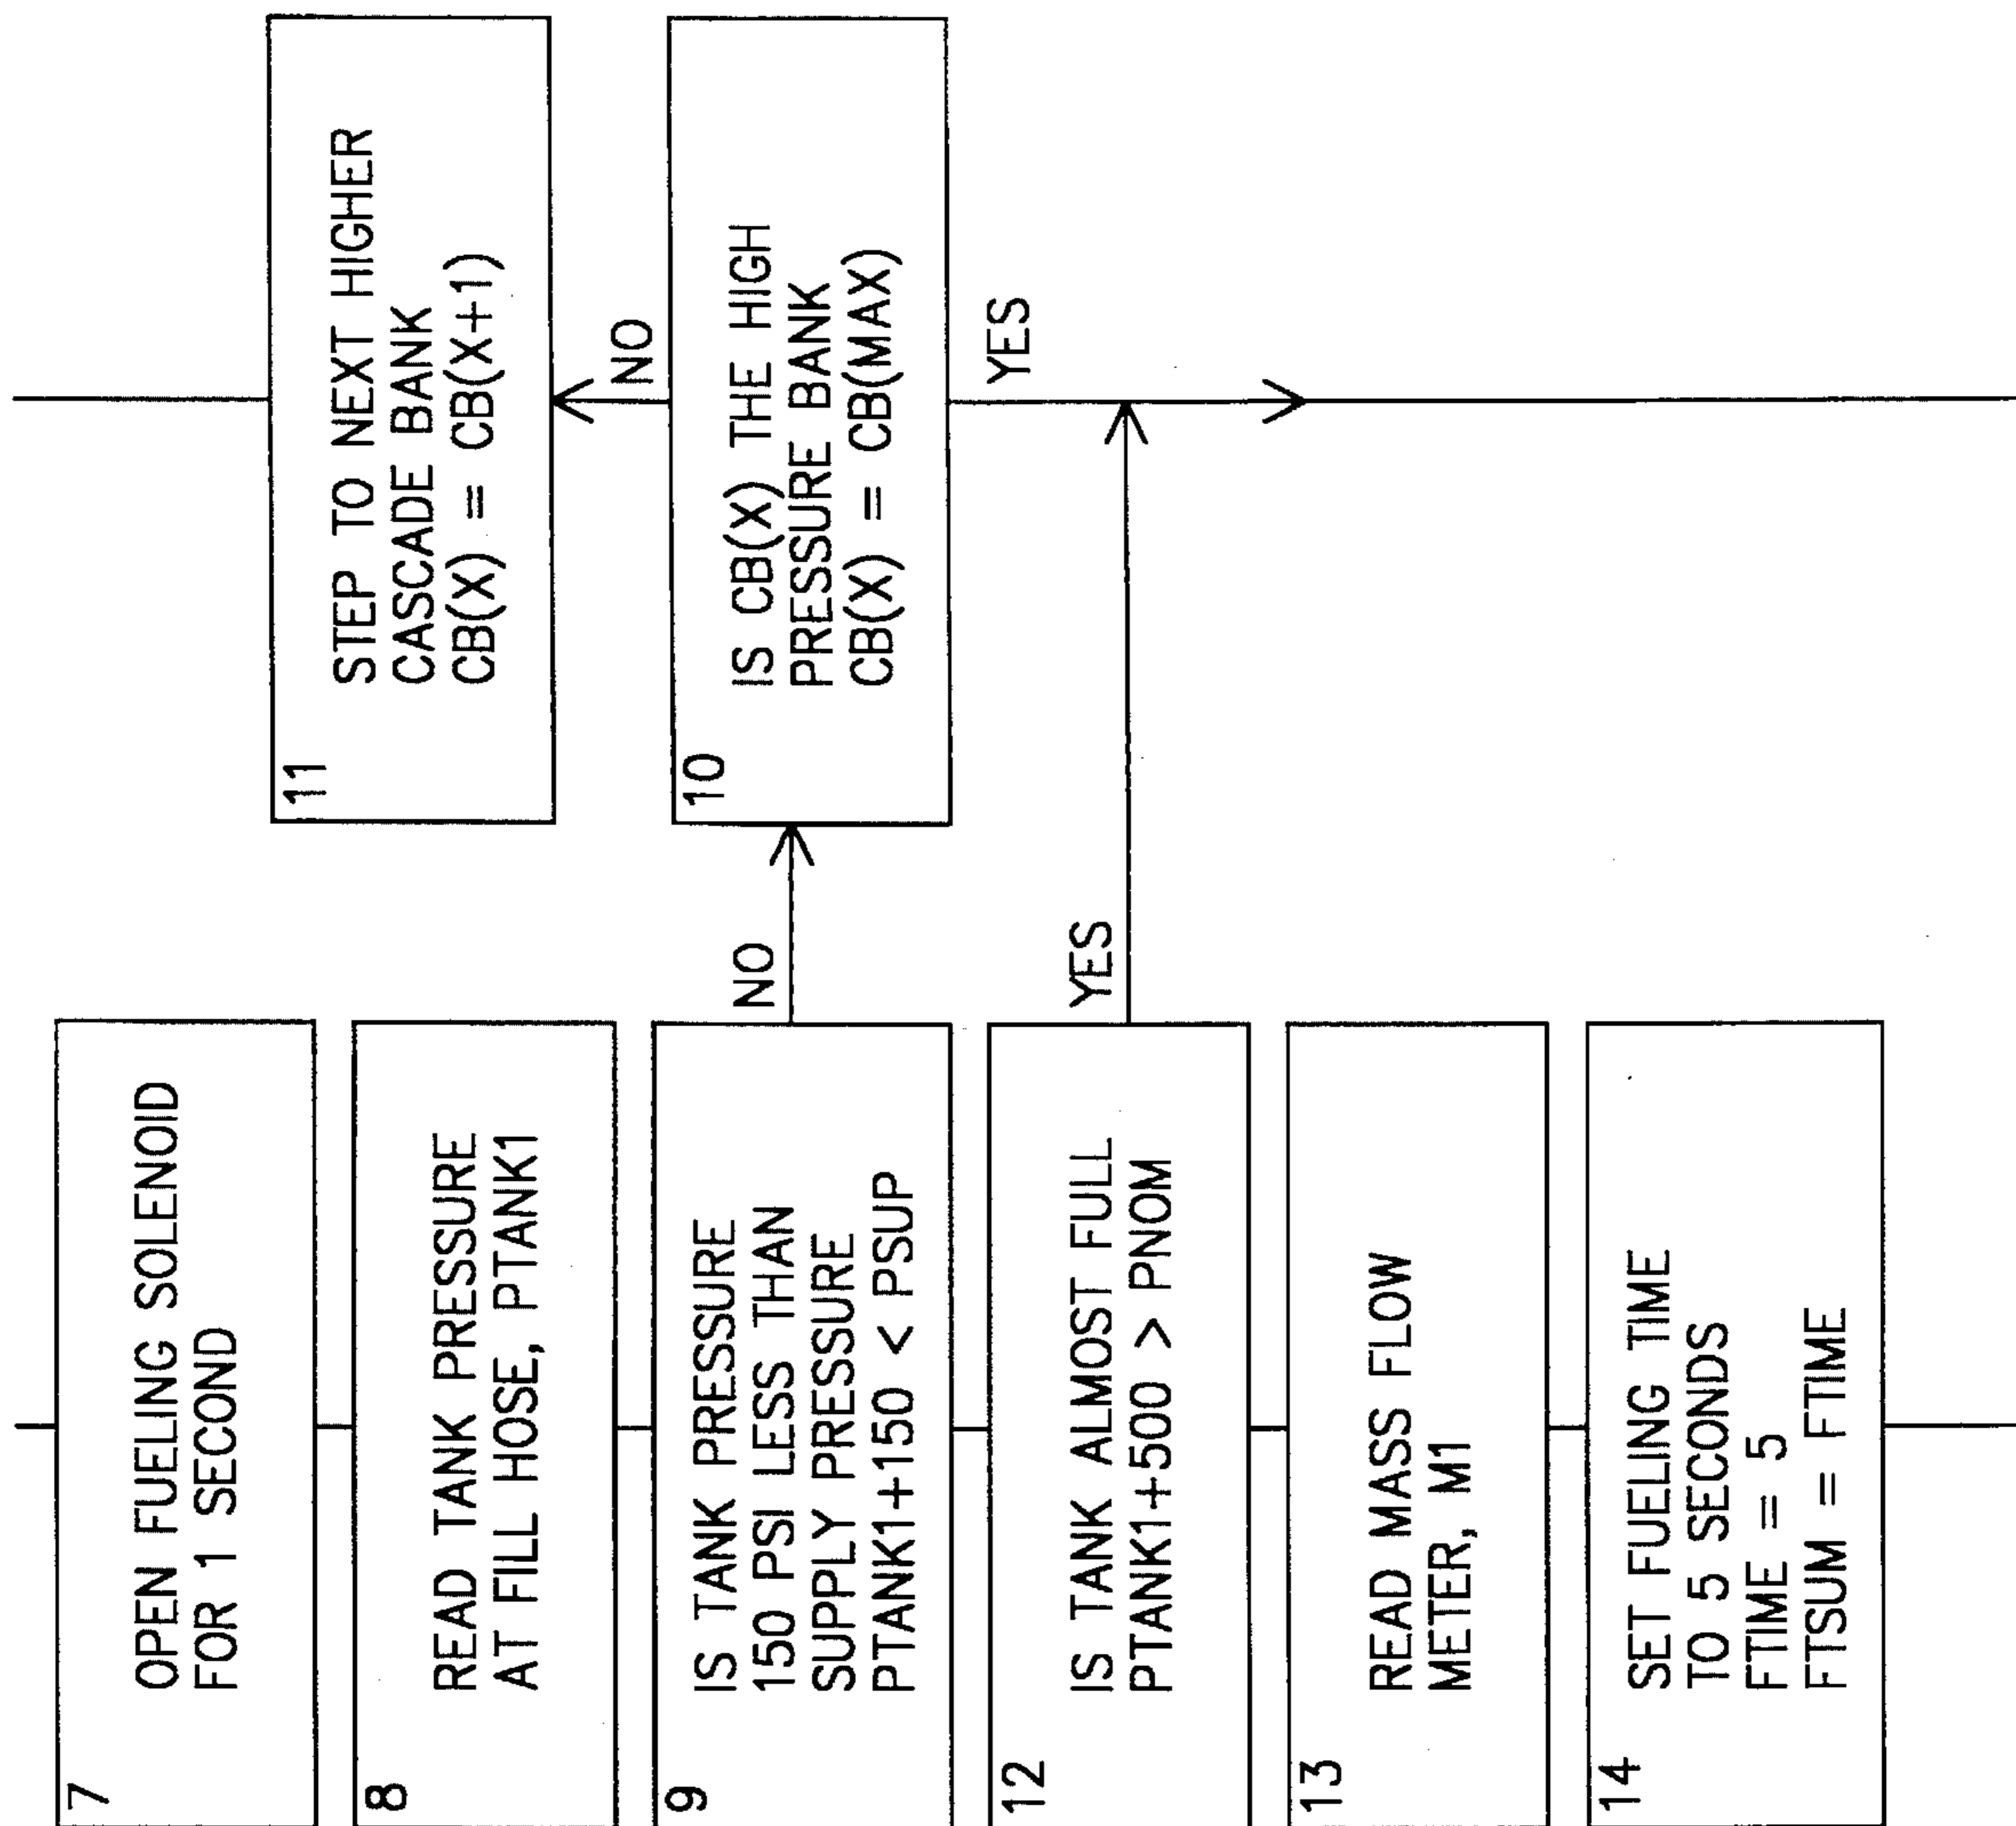 7
OPEN FUELING SOLENOID
FOR 1 SECOND
8
READ TANK PRESSURE
AT FILL HOSE, PTANK1
9
IS TANK PRESSURE
150 PSI LESS THAN
SUPPLY PRESSURE
PTANK1+150 < PSUP
NO
10
IS CB(X) THE HIGH
PRESSURE BANK
CB(X) = CB(MAX)
NO
YES
11
STEP TO NEXT HIGHER
CASCADE BANK
CB(X) = CB(X+1)
12
IS TANK ALMOST FULL
PTANK1+500 > PNOM
YES
13
READ MASS FLOW
METER, M1
14
SET FUELING TIME
TO 5 SECONDS
FTIME = 5
FTSUM = FTIME